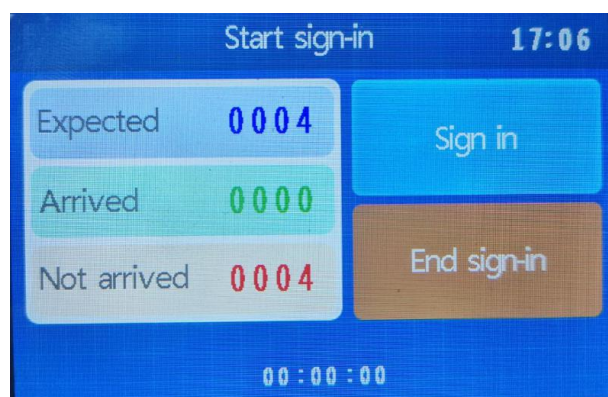 Start sign-in 17:06
Expected 0004
Arrived 0000
Not arrived 0004
Sign in
End sign-in
00:00:00